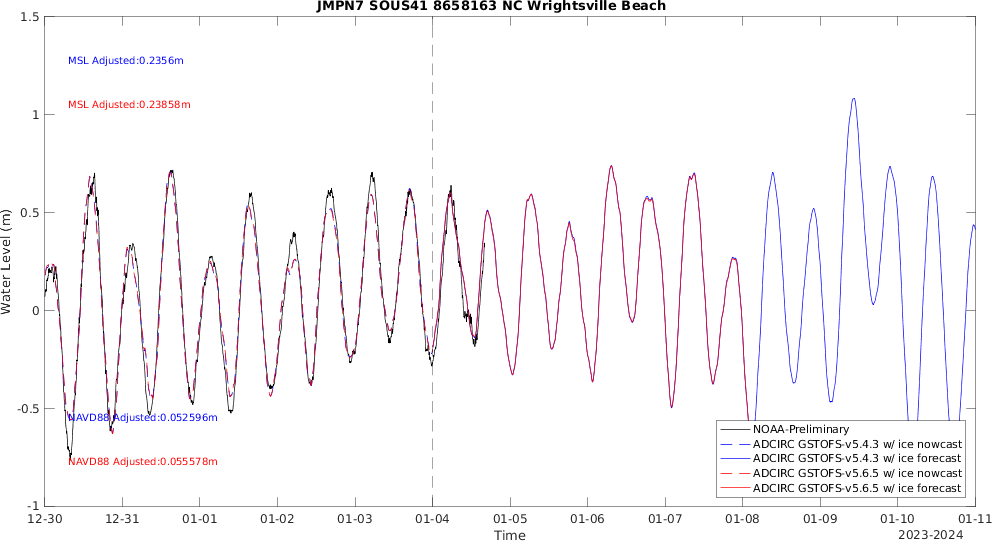 JMPN7 SOUS41 8658163 NC Wrightsville Beach
1.5
1
0.5
0
-0.5
-1
Water Level (m)
MSL Adjusted:0.2356m
MSL Adjusted:0.23858m
NAVD88 Adjusted:0.052596m
NAVD88 Adjusted:0.055578m
NOAA-Preliminary
ADCIRC GSTOFS-v5.4.3 w/ ice nowcast
ADCIRC GSTOFS-v5.4.3 w/ ice forecast
ADCIRC GSTOFS-v5.6.5 w/ ice nowcast
ADCIRC GSTOFS-v5.6.5 w/ ice forecast
12-30 12-31 01-01 01-02 01-03 01-04 01-05 01-06 01-07 01-08 01-09 01-10 01-11
Time
2023-2024